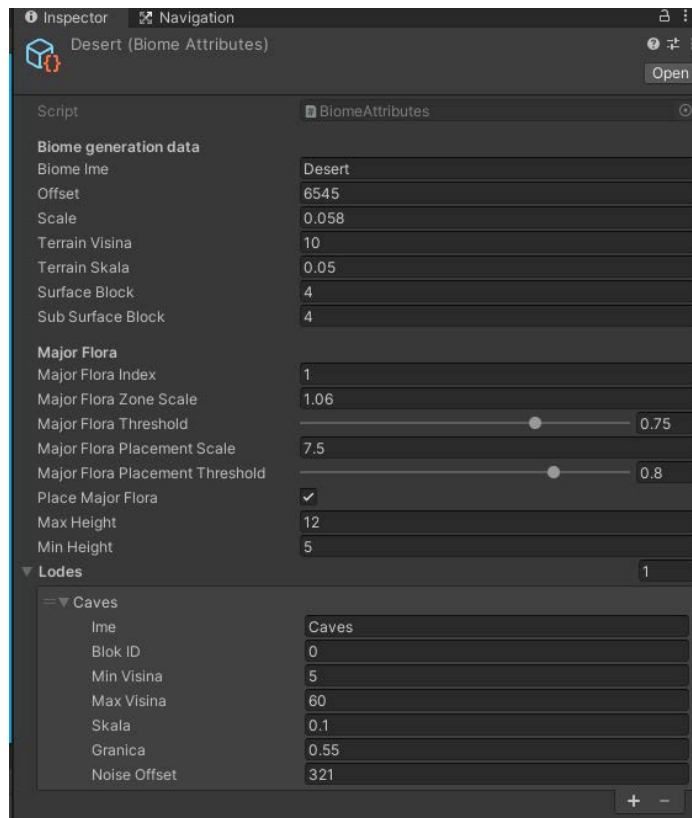 Inspector Navigation
Desert (Biome Attributes)
Open
Script BiomeAttributes
Biome generation data
Biome Ime Desert
Offset 6545
Scale 0.058
Terrain Visina 10
Terrain Skala 0.05
Surface Block 4
Sub Surface Block 4
Major Flora
Major Flora Index 1
Major Flora Zone Scale 1.06
Major Flora Threshold 0.75
Major Flora Placement Scale 7.5
Major Flora Placement Threshold 0.8
Place Major Flora
Max Height 12
Min Height 5
Lodes 1
Caves
Ime Caves
Blok ID 0
Min Visina 5
Max Visina 60
Skala 0.1
Granica 0.55
Noise Offset 321